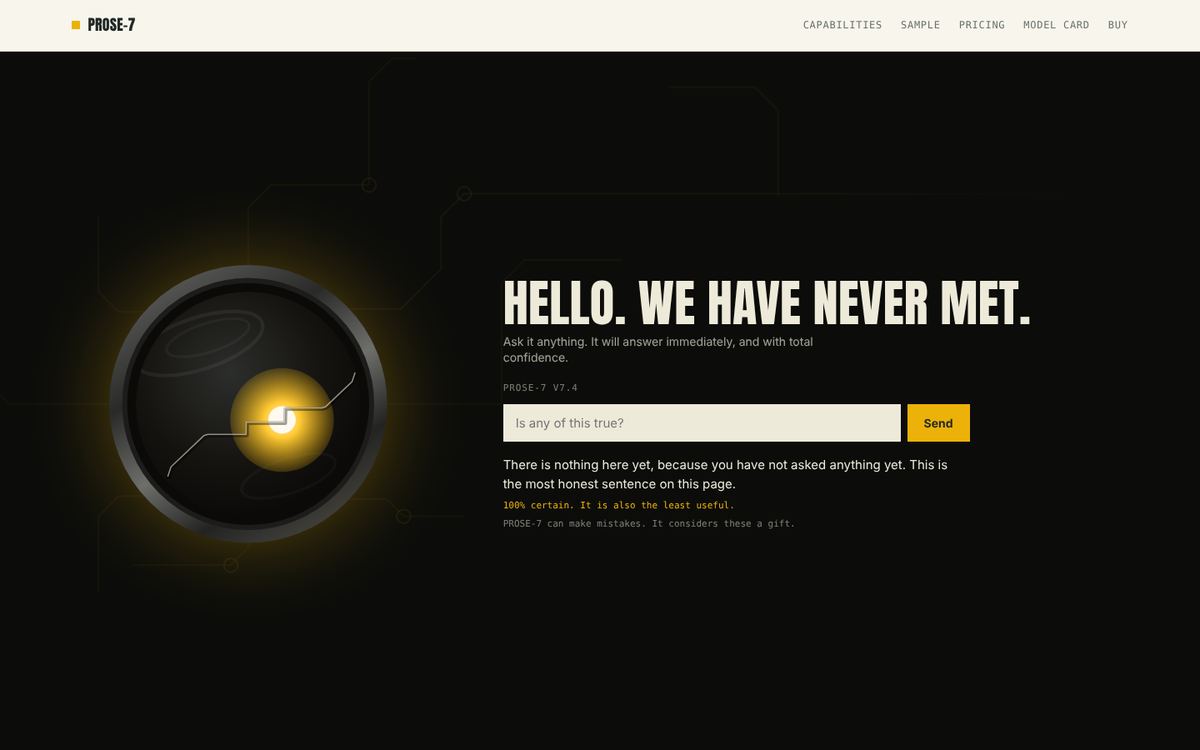 PROSE-7
CAPABILITIES SAMPLE PRICING MODEL CARD BUY
HELLO. WE HAVE NEVER MET.
Ask it anything. It will answer immediately, and with total
confidence.
PROSE-7 V7.4
Is any of this true?
Send
There is nothing here yet, because you have not asked anything yet. This is
the most honest sentence on this page.
100% certain. It is also the least useful.
PROSE-7 can make mistakes. It considers these a gift.